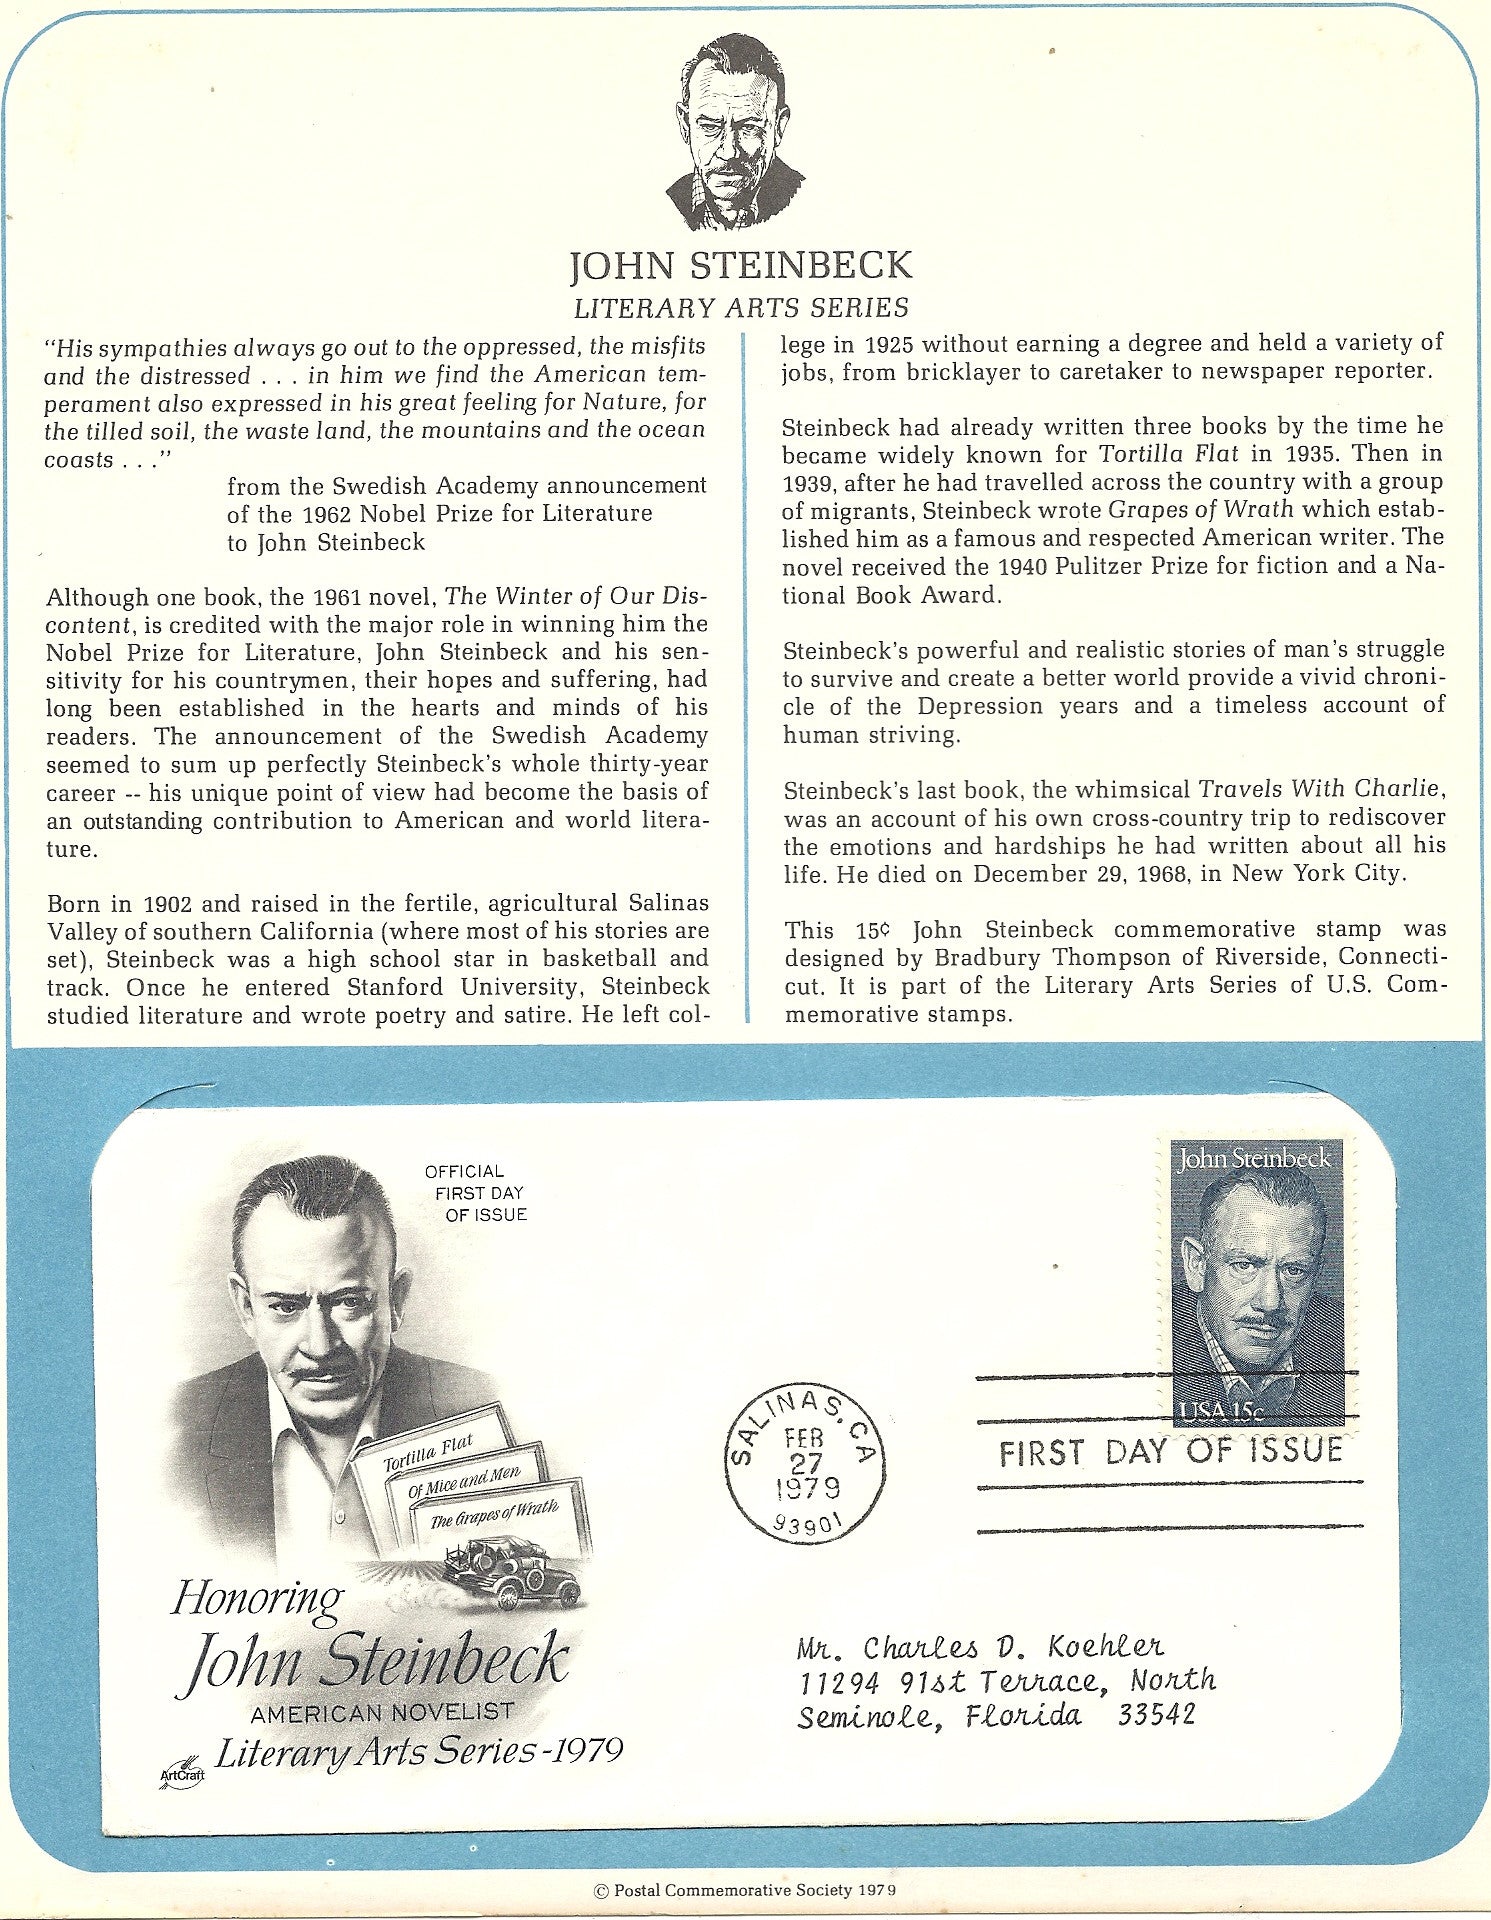 JOHN STEINBECK
LITERARY ARTS SERIES
"His sympathies always go out to the oppressed, the misfits
and the distressed . . . in him we find the American tem-
perament also expressed in his great feeling for Nature, for
the tilled soil, the waste land, the mountains and the ocean
coasts . . ."
from the Swedish Academy announcement
of the 1962 Nobel Prize for Literature
to John Steinbeck
Although one book, the 1961 novel, The Winter of Our Dis-
content, is credited with the major role in winning him the
Nobel Prize for Literature, John Steinbeck and his sen-
sitivity for his countrymen, their hopes and suffering, had
long been established in the hearts and minds of his
readers. The announcement of the Swedish Academy
seemed to sum up perfectly Steinbeck's whole thirty-year
career -- his unique point of view had become the basis of
an outstanding contribution to American and world litera-
ture.
Born in 1902 and raised in the fertile, agricultural Salinas
Valley of southern California (where most of his stories are
set), Steinbeck was a high school star in basketball and
track. Once he entered Stanford University, Steinbeck
studied literature and wrote poetry and satire. He left col-
lege in 1925 without earning a degree and held a variety of
jobs, from bricklayer to caretaker to newspaper reporter.
Steinbeck had already written three books by the time he
became widely known for Tortilla Flat in 1935. Then in
1939, after he had travelled across the country with a group
of migrants, Steinbeck wrote Grapes of Wrath which estab-
lished him as a famous and respected American writer. The
novel received the 1940 Pulitzer Prize for fiction and a Na-
tional Book Award.
Steinbeck's powerful and realistic stories of man's struggle
to survive and create a better world provide a vivid chroni-
cle of the Depression years and a timeless account of
human striving.
Steinbeck's last book, the whimsical Travels With Charlie,
was an account of his own cross-country trip to rediscover
the emotions and hardships he had written about all his
life. He died on December 29, 1968, in New York City.
This 15¢ John Steinbeck commemorative stamp was
designed by Bradbury Thompson of Riverside, Connecti-
cut. It is part of the Literary Arts Series of U.S. Com-
memorative stamps.
OFFICIAL
FIRST DAY
OF ISSUE
John Steinbeck
USA 15c
Tortilla Flat
Of Mice and Men
The Grapes of Wrath
SALINAS, CA
FEB
27
1979
93901
FIRST DAY OF ISSUE
Honoring
John Steinbeck
AMERICAN NOVELIST
Literary Arts Series-1979
ArtCraft
Mr. Charles D. Koehler
11294 91st Terrace, North
Seminole, Florida 33542
© Postal Commemorative Society 1979